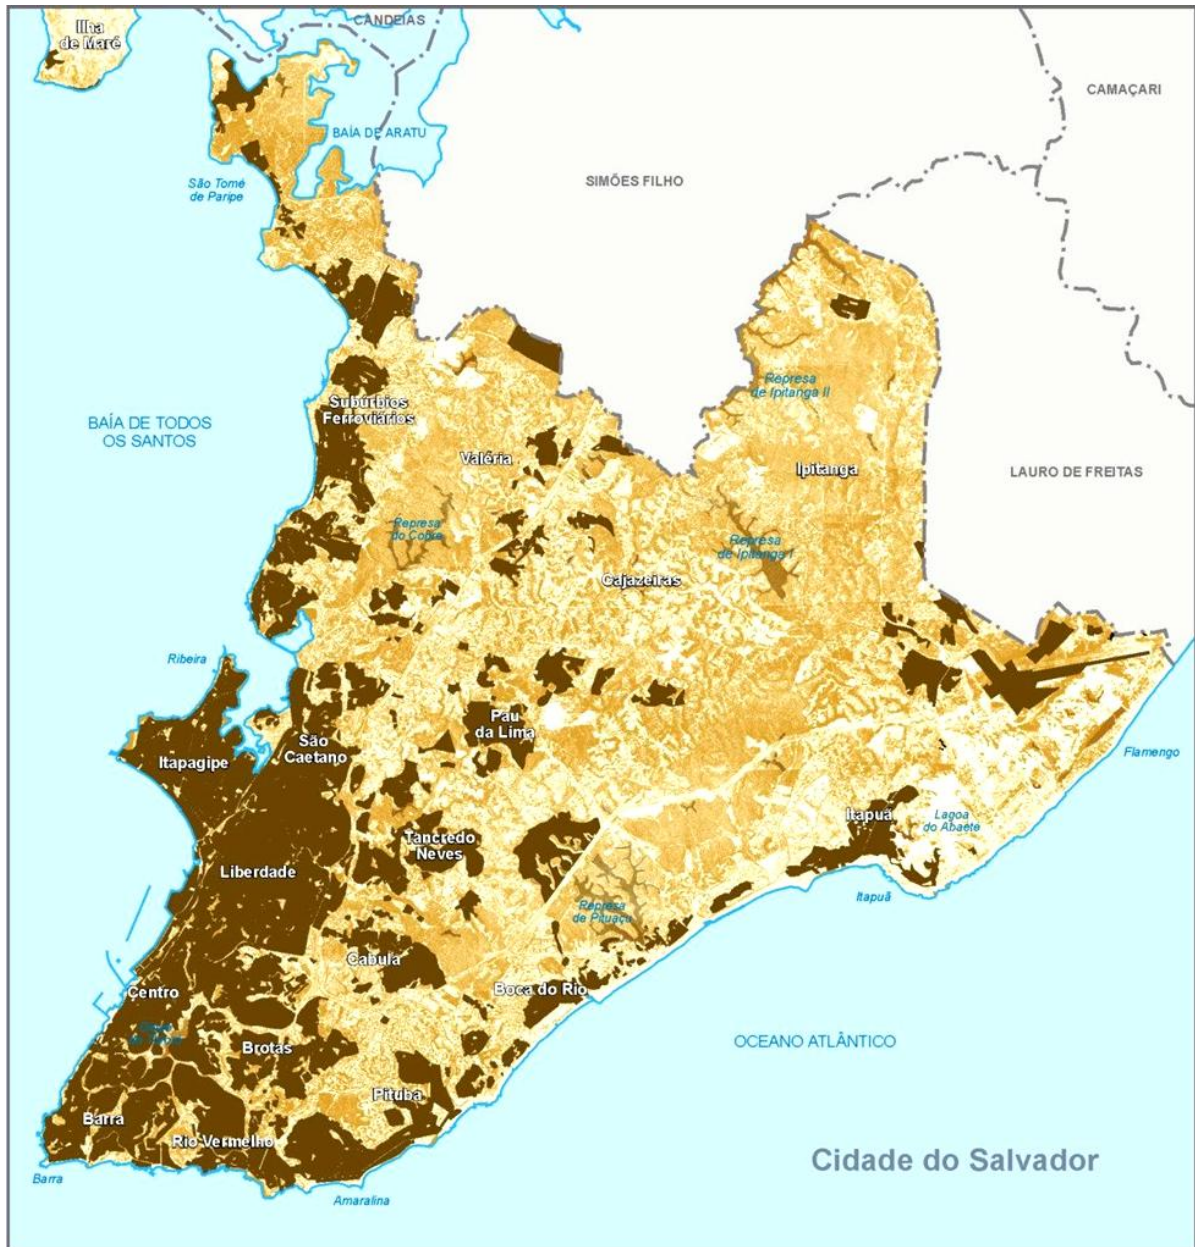 CANDEIAS
Ilha
de Maré
CAMAÇARI
BAÍA DE ARATU
SIMÕES FILHO
São Tomé
de Paripe
Represa
de Ipitanga II
Subúrbios
Ferroviários
BAÍA DE TODOS
OS SANTOS
Valéria
Ipitanga
LAURO DE FREITAS
Represa
do Cobre
Represa
de Ipitanga I
Cajazeiras
Ribeira
Pau
da Lima
São
Caetano
Itapagipe
Flamengo
Itapuã
Lagoa
do Abaeté
Tancredo
Neves
Liberdade
Itapuã
Represa
de Pituaçu
Cabula
Boca do Rio
Centro
Brotas
OCEANO ATLÂNTICO
Pituba
Barra
Rio Vermelho
Cidade do Salvador
Barra
Amaralina